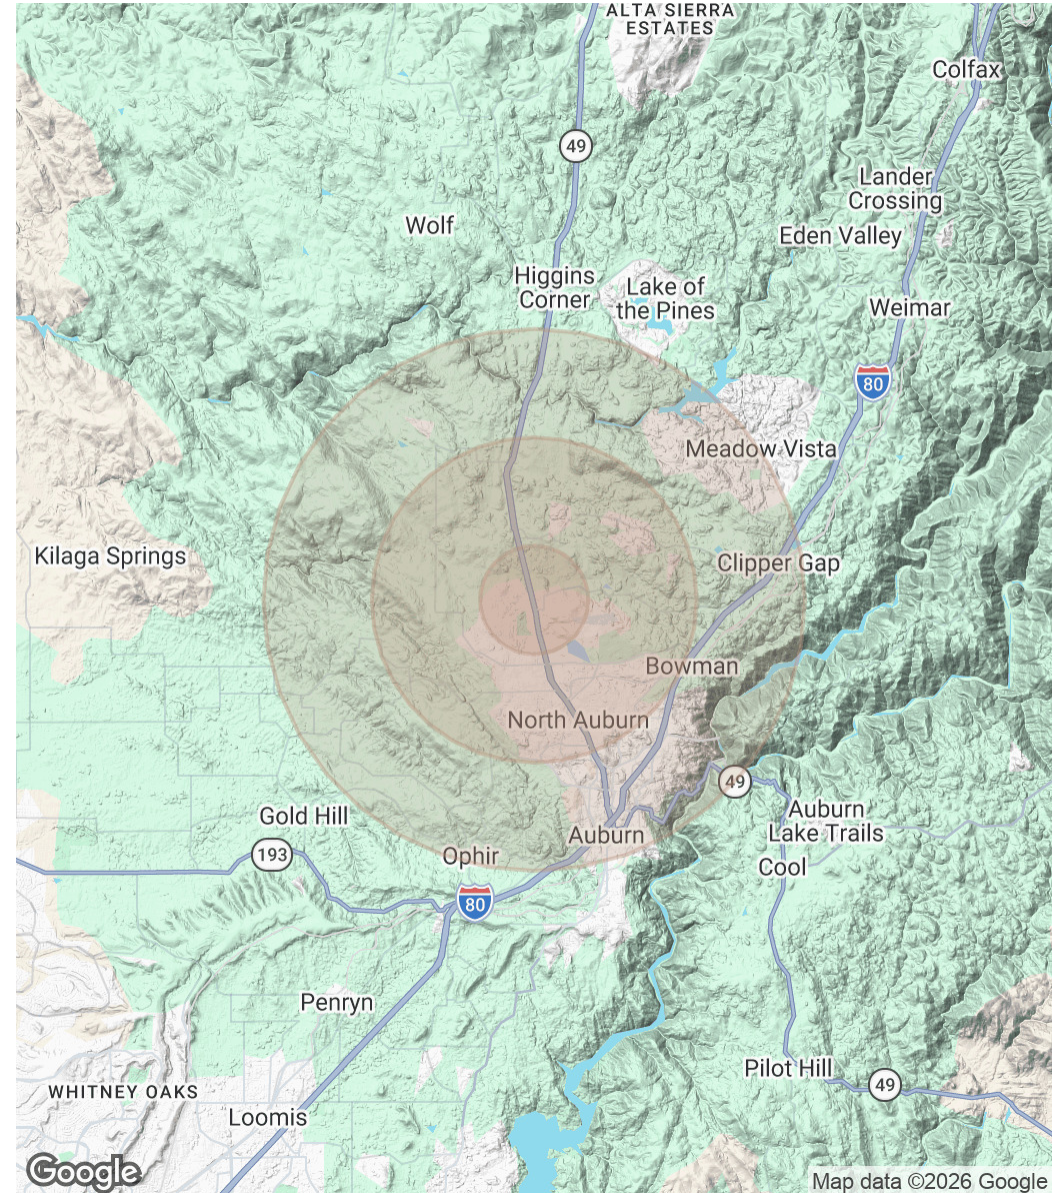 ALTA SIERRA
ESTATES
Colfax
49
Lander
Crossing
Wolf
Eden Valley
Higgins
Corner
Lake of
the Pines
Weimar
80
Meadow Vista
Kilaga Springs
Clipper Gap
Bowman
North Auburn
49
Gold Hill
Auburn
Lake Trails
Auburn
193
Ophir
Cool
80
Penryn
Pilot Hill
49
WHITNEY OAKS
Loomis
Google
Map data ©2026 Google